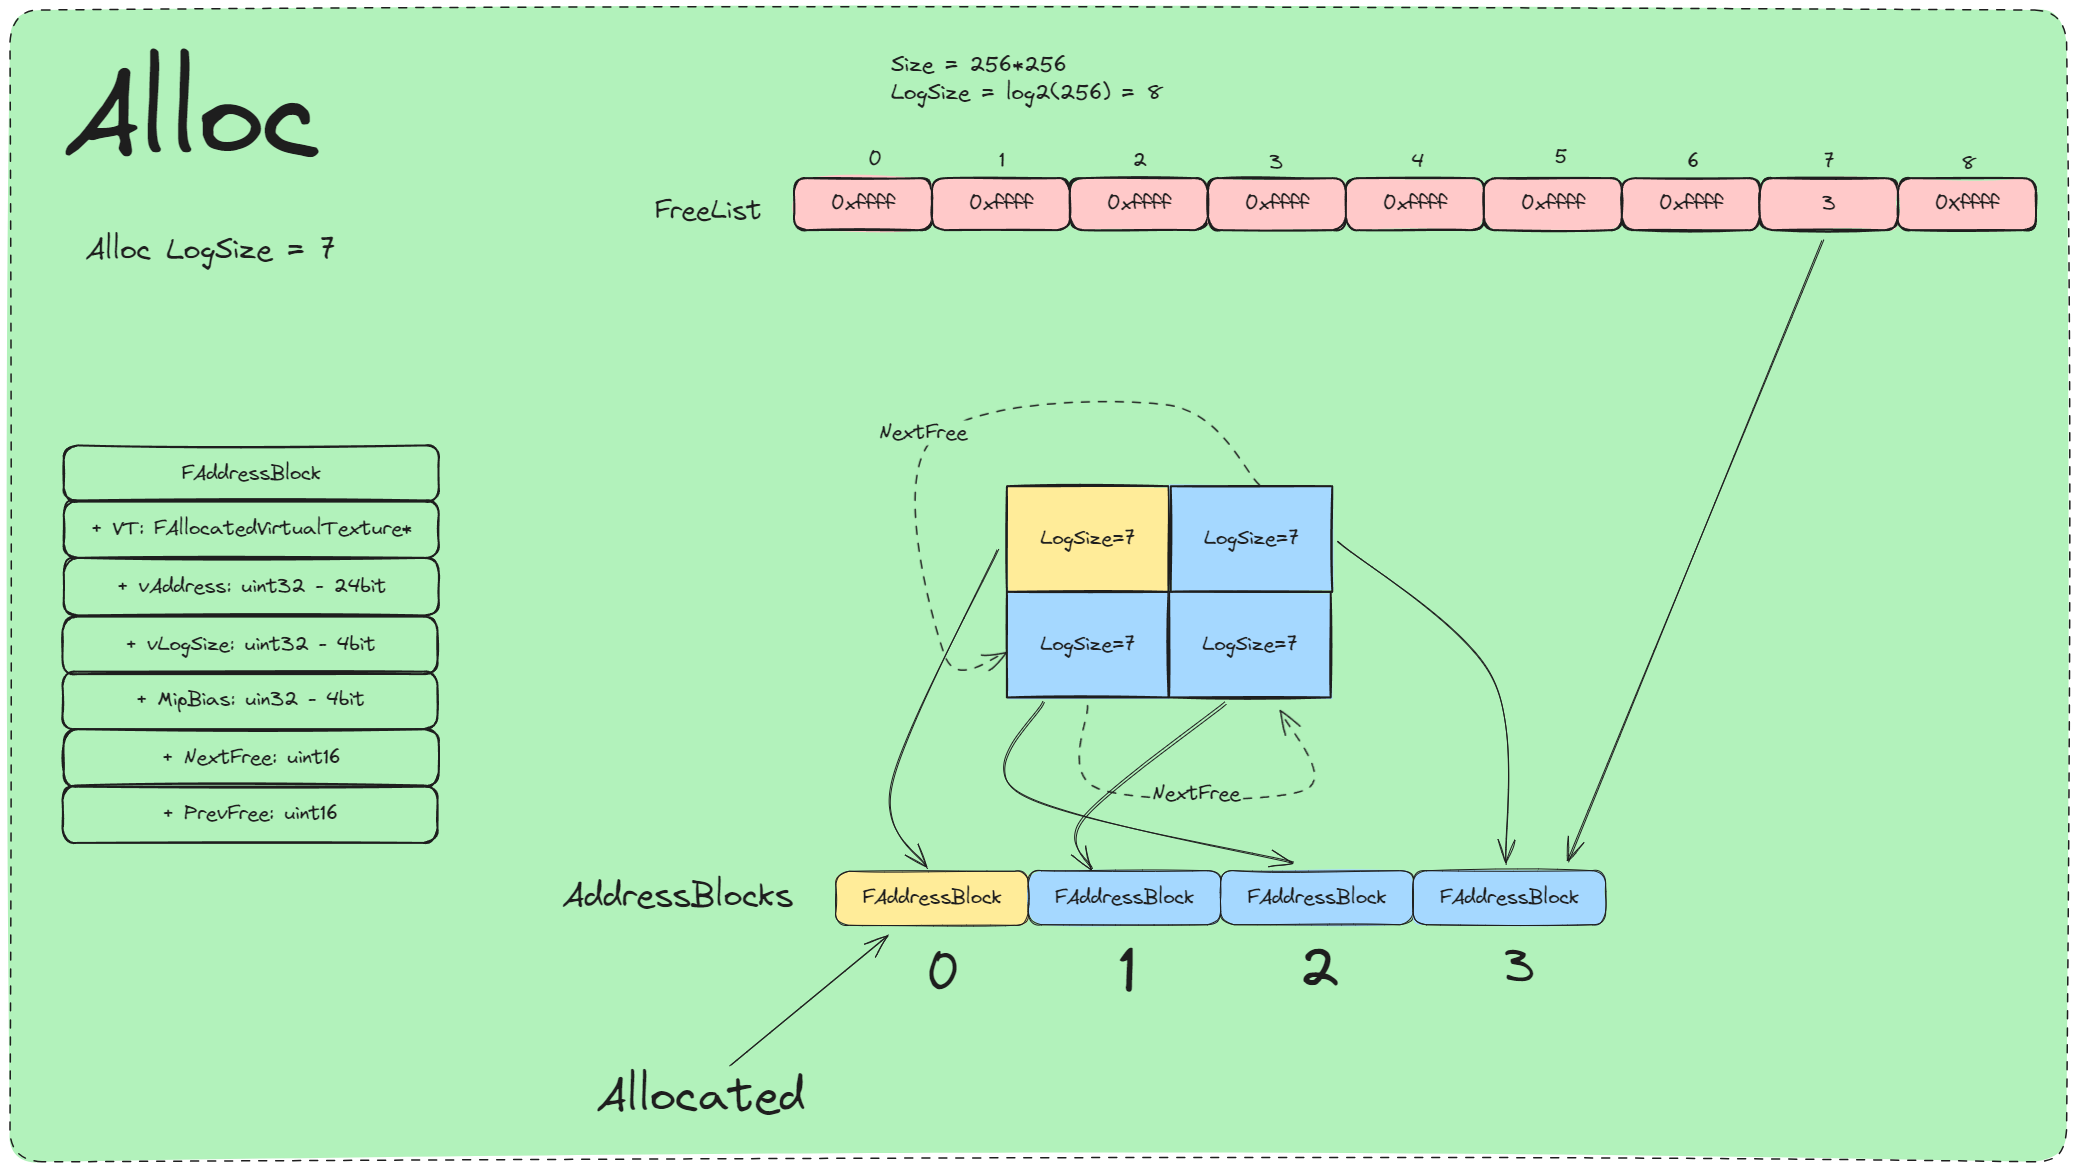 Alloc
Size = 256*256
LogSize = log2(256) = 8
0 1 2 3 4 5 6 7 8
FreeList 0xffff 0xffff 0xffff 0xffff 0xffff 0xffff 0xffff 3 0xffff
Alloc LogSize = 7
FAddressBlock
+ VT: FAllocatedVirtualTexture*
+ vAddress: uint32 - 24bit
+ vLogSize: uint32 - 4bit
+ MipBias: uin32 - 4bit
+ NextFree: uint16
+ PrevFree: uint16
NextFree
LogSize=7 LogSize=7
LogSize=7 LogSize=7
NextFree
AddressBlocks FAddressBlock FAddressBlock FAddressBlock FAddressBlock
0 1 2 3
Allocated